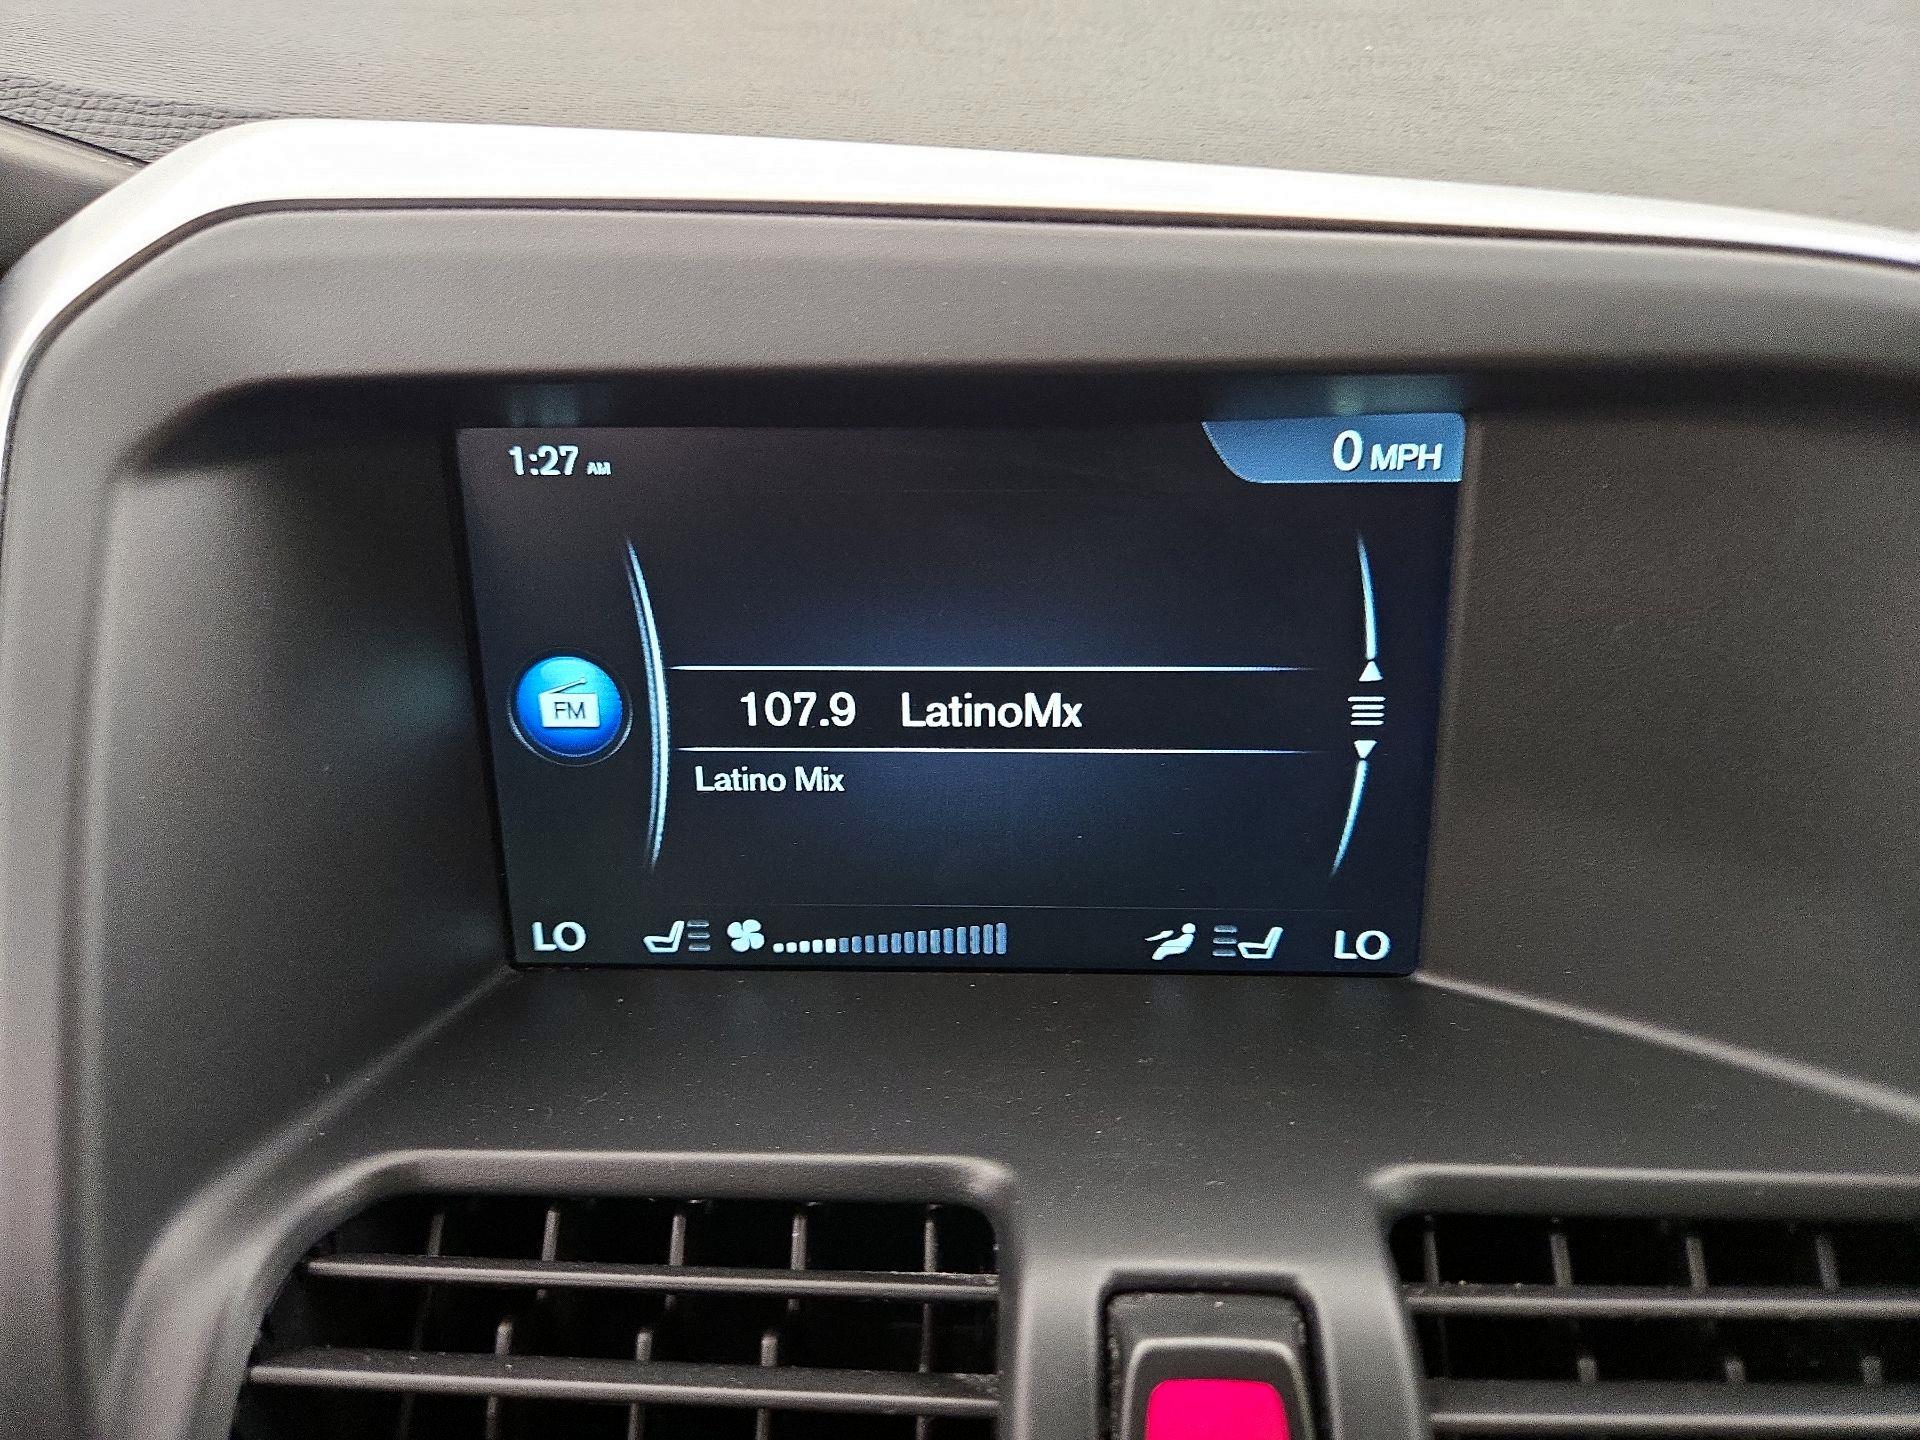 1:27 AM
0 MPH
FM
107.9 LatinoMx
Latino Mix
LO
LO